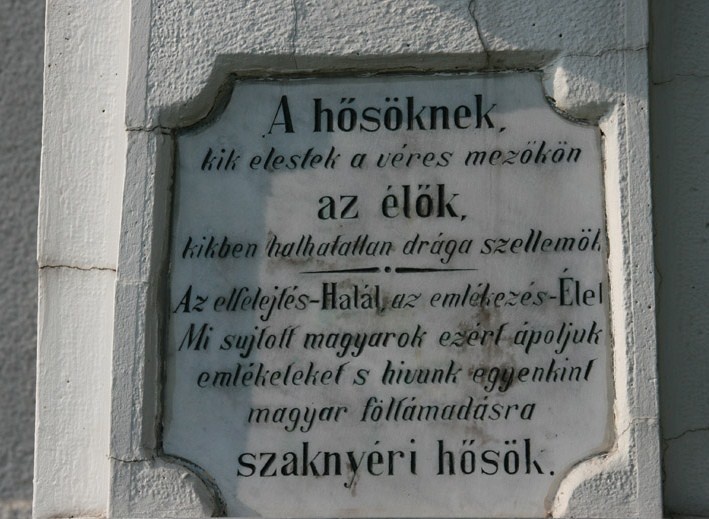 A hősöknek,
kik elestek a véres mezőkön
az élők,
kikben halhatatlan drága szellemök.
Az elfelejtés-Halál, az emlékezés-Élet
Mi sujtott magyarok ezért ápoljuk
emléketeket s hivunk egyenkint
magyar föltámadásra
szaknyéri hősök.